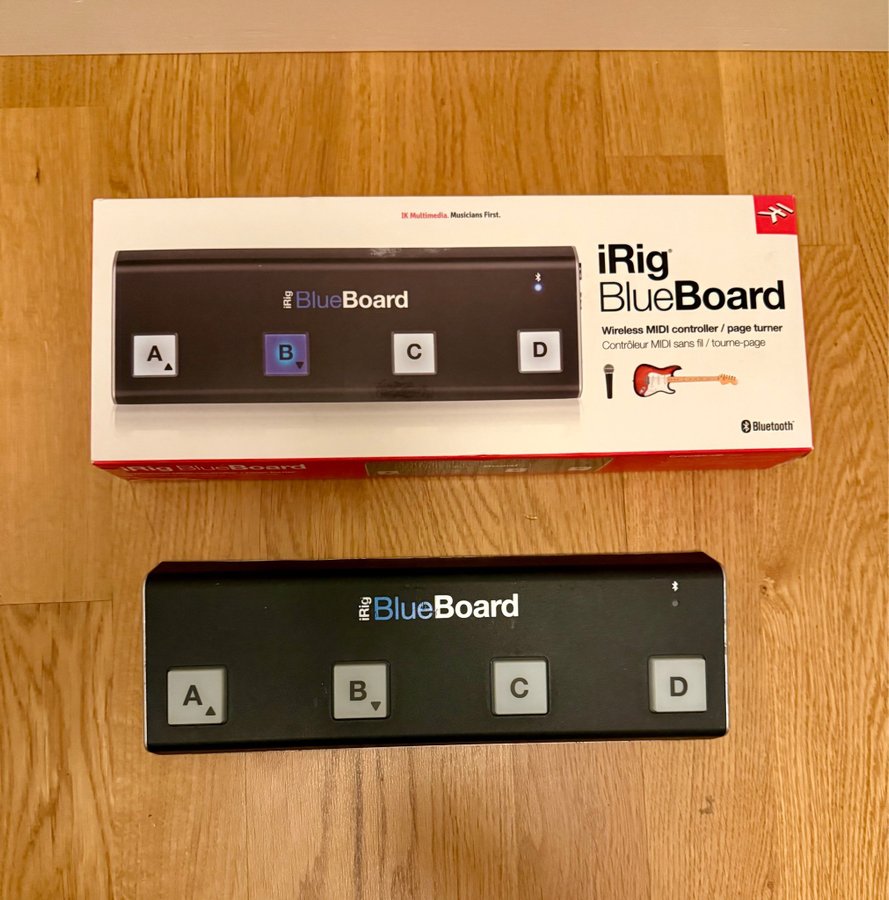 IK Multimedia. Musicians First.
iRig®
BlueBoard
Wireless MIDI controller / page turner
Contrôleur MIDI sans fil / tourne-page
Bluetooth®
iRig BlueBoard
A B C D
iRig BlueBoard
iRig BlueBoard
A B C D